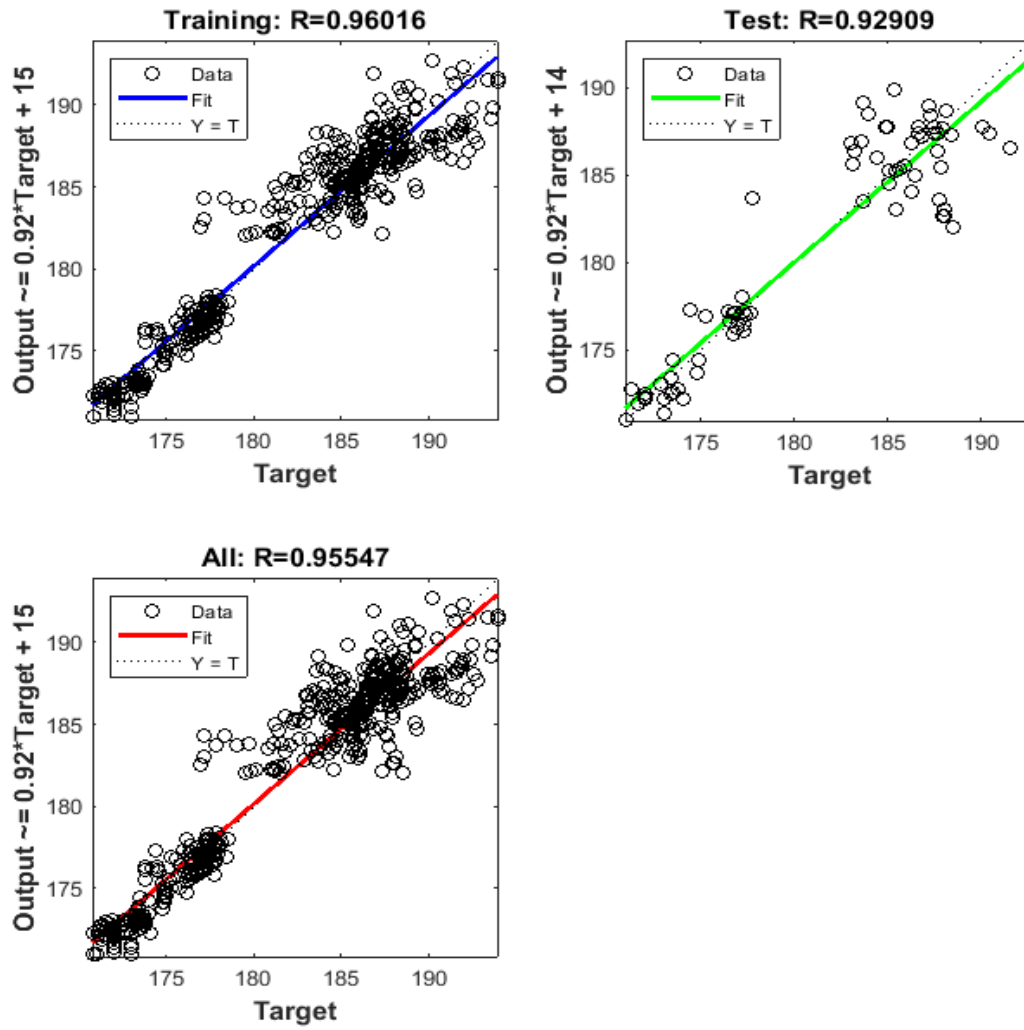 Training: R=0.96016
Output ~= 0.92*Target + 15
Data
Fit
Y = T
190
185
180
175
175 180 185 190
Target
Test: R=0.92909
Output ~= 0.92*Target + 14
Data
Fit
Y = T
190
185
180
175
175 180 185 190
Target
All: R=0.95547
Output ~= 0.92*Target + 15
Data
Fit
Y = T
190
185
180
175
175 180 185 190
Target